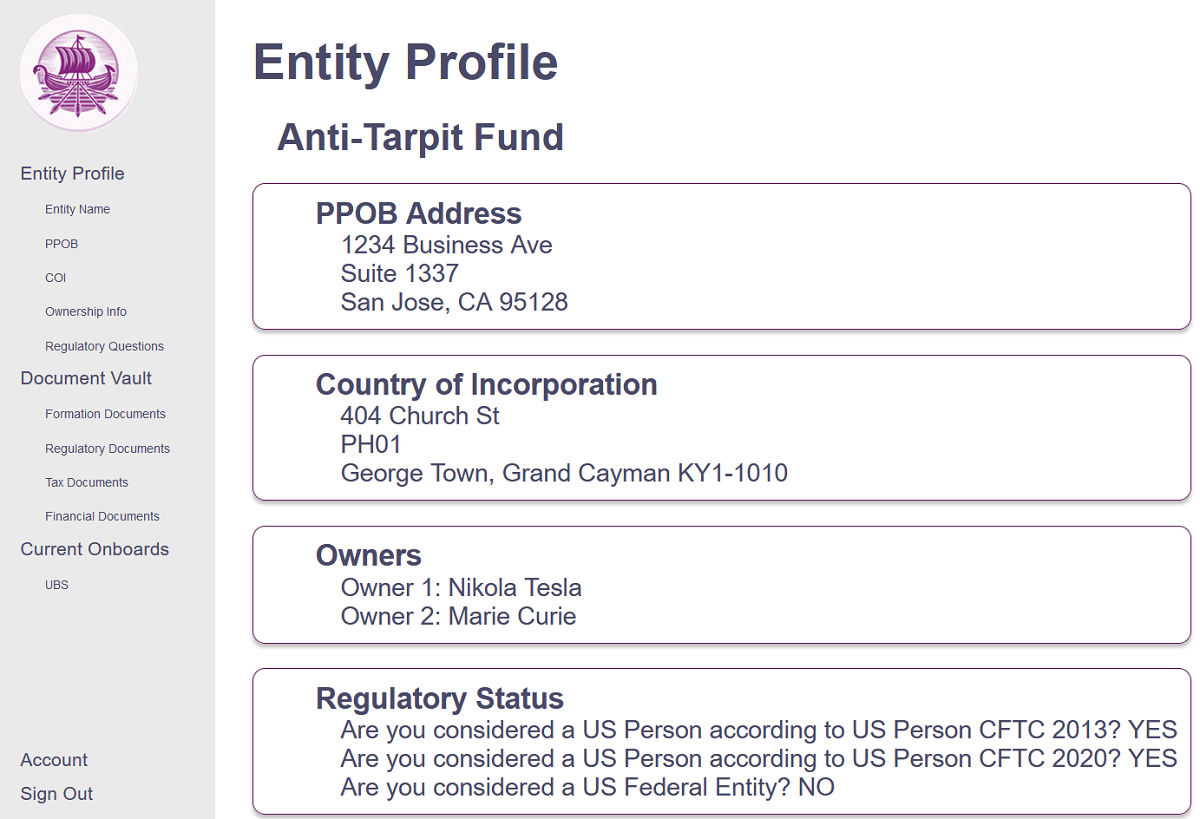 Entity Profile
Entity Name
PPOB
COI
Ownership Info
Regulatory Questions
Document Vault
Formation Documents
Regulatory Documents
Tax Documents
Financial Documents
Current Onboards
UBS
Account
Sign Out
Entity Profile
Anti-Tarpit Fund
PPOB Address
1234 Business Ave
Suite 1337
San Jose, CA 95128
Country of Incorporation
404 Church St
PH01
George Town, Grand Cayman KY1-1010
Owners
Owner 1: Nikola Tesla
Owner 2: Marie Curie
Regulatory Status
Are you considered a US Person according to US Person CFTC 2013? YES
Are you considered a US Person according to US Person CFTC 2020? YES
Are you considered a US Federal Entity? NO